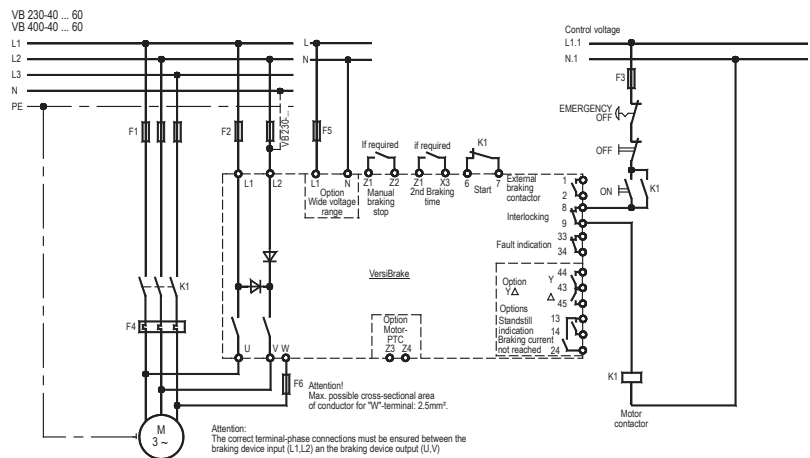 VB 230-40 ... 60
VB 400-40 ... 60
L1
L2
L3
N
PE
L
N
Control voltage
L1.1
N.1
F1
F2
VB 230-...
F5
F3
EMERGENCY
OFF
OFF
ON
K1
If required
if required
K1
L1
L2
L1
N
Z1
Z2
Z1
X3
6
7
Option
Wide voltage
range
Manual
braking
stop
2nd Braking
time
Start
External
braking
contactor
1
2
Interlocking
8
9
Fault indication
33
34
VersiBrake
Option
Y△
Y
△
44
43
45
Options
Standstill
indication
Braking current
not reached
13
14
24
K1
F4
Option
Motor-
PTC
Z3 Z4
U
V W
F6
Attention!
Max. possible cross-sectional area
of conductor for "W"-terminal: 2.5mm².
K1
Motor
contactor
M
3 ~
Attention:
The correct terminal-phase connections must be ensured between the
braking device input (L1,L2) an the braking device output (U,V)